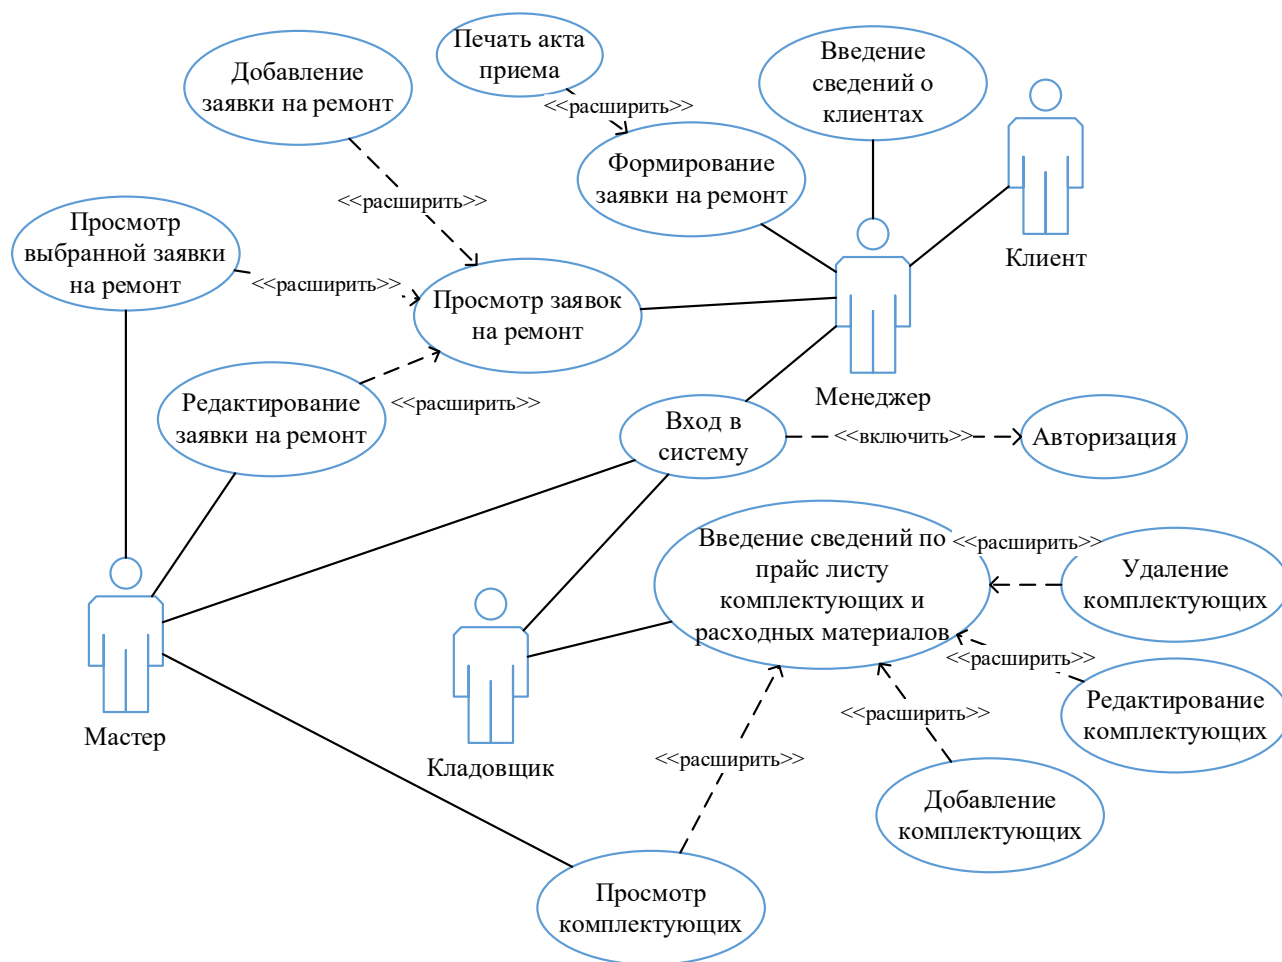 Печать акта
приема
Введение
сведений о
клиентах
Добавление
заявки на ремонт
<<расширить>>
Формирование
заявки на ремонт
<<расширить>>
Просмотр
выбранной заявки
на ремонт
Клиент
<<расширить>>
Просмотр заявок
на ремонт
Менеджер
Редактирование
заявки на ремонт
<<расширить>>
Вход в
систему
<<включить>>
Авторизация
Введение сведений по
прайс листу
комплектующих и
расходных материалов
<<расширить>>
Удаление
комплектующих
<<расширить>>
Редактирование
комплектующих
Мастер
Кладовщик
<<расширить>>
<<расширить>>
Добавление
комплектующих
Просмотр
комплектующих